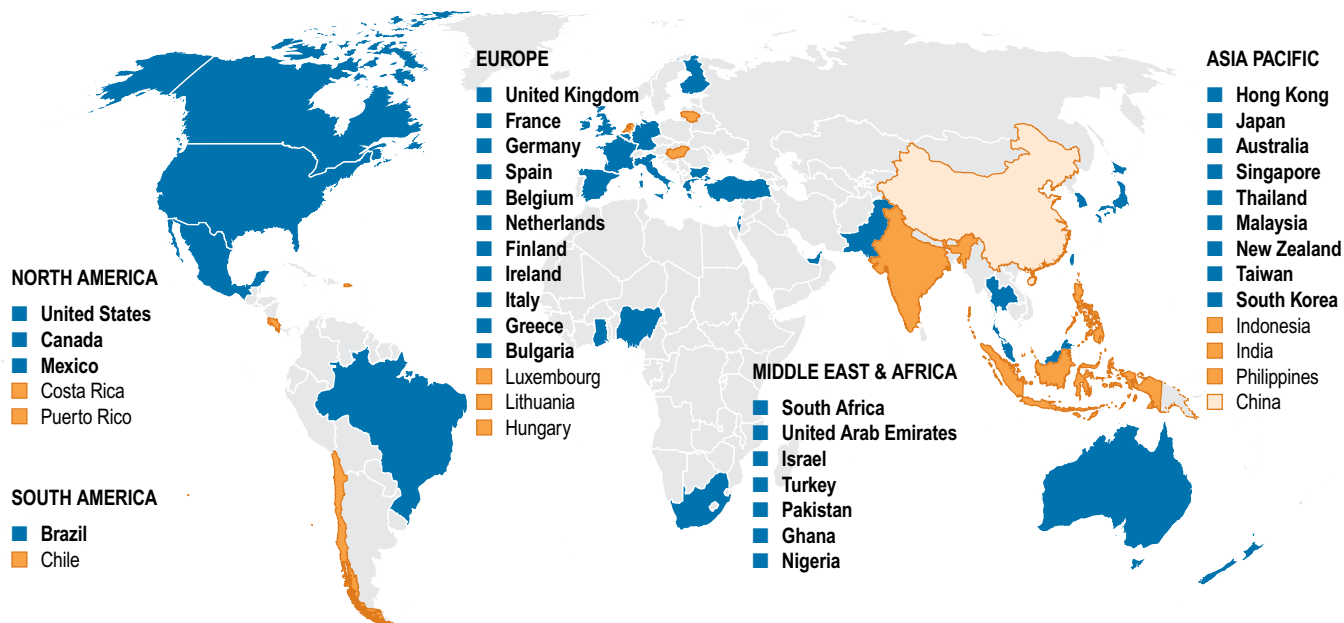 NORTH AMERICA
United States
Canada
Mexico
Costa Rica
Puerto Rico
SOUTH AMERICA
Brazil
Chile
EUROPE
United Kingdom
France
Germany
Spain
Belgium
Netherlands
Finland
Ireland
Italy
Greece
Bulgaria
Luxembourg
Lithuania
Hungary
MIDDLE EAST & AFRICA
South Africa
United Arab Emirates
Israel
Turkey
Pakistan
Ghana
Nigeria
ASIA PACIFIC
Hong Kong
Japan
Australia
Singapore
Thailand
Malaysia
New Zealand
Taiwan
South Korea
Indonesia
India
Philippines
China